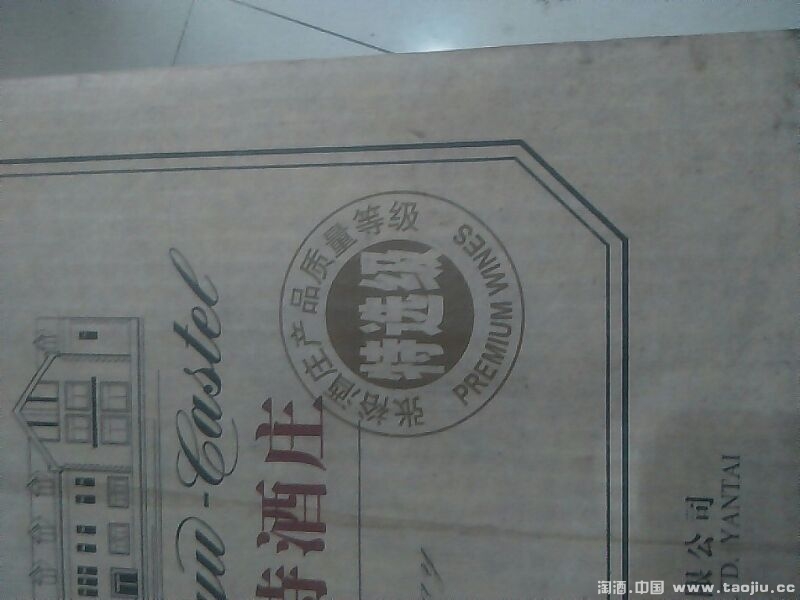 张裕酒庄产品质量等级
特选级
PREMIUM WINES
-Castel
酒庄
限公司
TD. YANTAI
淘酒.中国 www.taojiu.cc